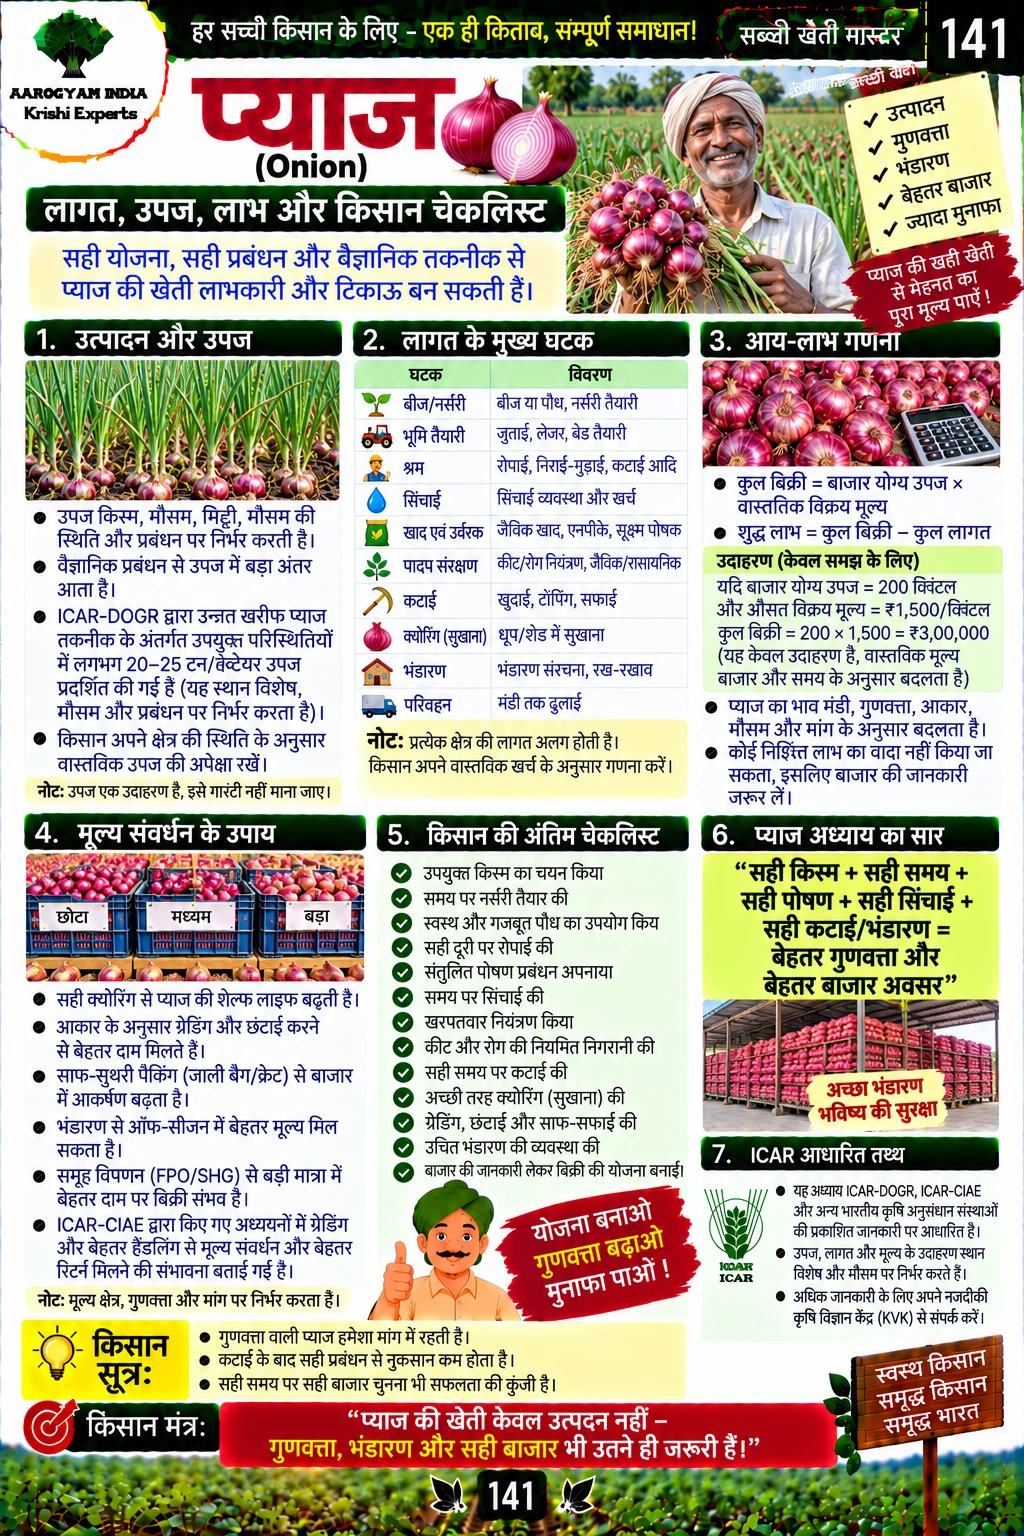 हर सच्ची किसान के लिए – एक ही किताब, सम्पूर्ण समाधान!
सब्जी खेती मास्टर
141
AAROGYAM INDIA
Krishi Experts
प्याज
(Onion)
लागत, उपज, लाभ और किसान चेकलिस्ट
सही योजना, सही प्रबंधन और वैज्ञानिक तकनीक से
प्याज की खेती लाभकारी और टिकाऊ बन सकती हैं।
✓ उत्पादन
✓ मुणवत्ता
✓ भंडारण
✓ बेहतर बाजार
✓ ज्यादा मुनाफा
प्याज की खही खेती
से मेहनत का
पूरा मूल्य पाएँ !
1. उत्पादन और उपज
उपज किस्म, मौसम, मिट्टी, मौसम की
स्थिति और प्रबंधन पर निर्भर करती है।
वैज्ञानिक प्रबंधन से उपज में बड़ा अंतर
आता है।
ICAR-DOGR द्वारा उन्नत खरीफ प्याज
तकनीक के अंतर्गत उपयुक्त परिस्थितियों
में लगभग 20–25 टन/ उपज
प्रदर्शित की गई हैं (यह स्थान विशेष,
मौसम और प्रबंधन पर निर्भर करता है)।
किसान अपने क्षेत्र की स्थिति के अनुसार
वास्तविक उपज की अपेक्षा रखें।
नोट: उपज एक उदाहरण है, इसे गारंटी नहीं माना जाए।
2. लागत के मुख्य घटक
घटक विवरण
बीज/नर्सरी बीज या पौध, नर्सरी तैयारी
भूमि तैयारी जुताई, लेजर, बेड तैयारी
श्रम रोपाई, निराई-मुड़ाई, कटाई आदि
सिंचाई सिंचाई व्यवस्था और खर्च
खाद एवं उर्वरक जैविक खाद, एनपीके, सूक्ष्म पोषक
पादप संरक्षण कीट/रोग नियंत्रण, जैविक/रासायनिक
कटाई खुदाई, टॉपिंग, सफाई
क्योरिंग (सुखाना) धूप/शेड में सुखाना
भंडारण भंडारण संरचना, रख-रखाव
परिवहन मंडी तक ढुलाई
नोट: प्रत्येक क्षेत्र की लागत अलग होती है।
किसान अपने वास्तविक खर्च के अनुसार गणना करें।
3. आय-लाभ गणना
कुल बिक्री = बाजार योग्य उपज ×
वास्ततिक विक्रय मूल्य
शुद्ध लाभ = कुल बिक्री – कुल लागत
उदाहरण (केवल समझ के लिए)
यदि बाजार योग्य उपज = 200 क्विंटल
और औसत विक्रय मूल्य = ₹1,500/क्विंटल
कुल बिक्री = 200 × 1,500 = ₹3,00,000
(यह केवल उदाहरण है, वास्तविक मूल्य
बाजार और समय के अनुसार बदलता है)
प्याज का भाव मंडी, गुणवत्ता, आकार,
मौसम और मांग के अनुसार बदलता है।
कोई लाभ का वादा नहीं किया जा
सकता, इसलिए बाजार की जानकारी
जरूर लें।
4. मूल्य संवर्धन के उपाय
छोटा
मध्यम
बड़ा
सही क्योरिंग से प्याज की शेल्फ लाइफ बढ़ती है।
आकार के अनुसार ग्रेडिंग और छंटाई करने
से बेहतर दाम मिलते हैं।
साफ-सुथरी पैकिंग (जाली बैग/क्रेट) से बाजार
में आकर्षण बढ़ता है।
भंडारण से ऑफ-सीजन में बेहतर मूल्य मिल
सकता है।
समूह विपणन (FPO/SHG) से बड़ी मात्रा में
बेहतर दाम पर बिक्री संभव है।
ICAR-CIAE द्वारा किए गए अध्ययनों में ग्रेडिंग
और बेहतर हैंडलिंग से मूल्य संवर्धन और बेहतर
रिटर्न मिलने की संभावना बताई गई है।
नोट: मूल्य क्षेत्र, गुणवत्ता और मांग पर निर्भर करता हैं।
5. किसान की अंतिम चेकलिस्ट
उपयुक्त किस्म का चयन किया
समय पर नर्सरी तैयार की
स्वस्थ और गजबूत पौध का उपयोग किय
सही दूरी पर रोपाई की
संतुलित पोषण प्रबंधन अपनाया
समय पर सिंचाई की
खरपतवार नियंत्रण किया
कीट और रोग की नियमित निगरानी की
सही समय पर कटाई की
अच्छी तरह क्योरिंग (सुखाना) की
ग्रेडिंग, छंटाई और साफ-सफाई की
उचित भंडारण की व्यवस्था की
बाजार की जानकारी लेकर बिक्री की योजना बनाई!
योजना बनाओ
गुणवत्ता बढ़ाओ
मुनाफा पाओं !
6. प्याज अध्याय का सार
“सही किस्म + सही समय +
सही पोषण + सही सिंचाई +
सही कटाई/भंडारण =
बेहतर गुणवत्ता और
बेहतर बाजार अवसर”
अच्छा भंडारण
भविष्य की सुरक्षा
7. ICAR आधारित तथ्य
ICAR
यह अध्याय ICAR-DOGR, ICAR-CIAE
और अन्य भारतीय कृषि अनुसंधान संस्थाओं
की प्रकाशित जानकारी पर आधारित है।
उपज, लागत और मूल्य के उदाहरण स्थान
विशेष और मौसम पर निर्भर करते हैं।
अधिक जानकारी के लिए अपने नजदीकी
कृषि विज्ञान केंद्र (KVK) से संपर्क करें।
किसान
सूत्र:
गुणवत्ता वाली प्याज हमेशा मांग में रहती है।
कटाई के बाद सही प्रबंधन से नुकसान कम होता है।
सही समय पर सही बाजार चुनना भी सफलता की कुंजी है।
किसान मंत्र:
“प्याज की खेती केवल उत्पदन नहीं –
गुणवत्ता, भंडारण और सही बाजार भी उतने ही जरूरी हैं!”
स्वस्थ किसान
समृद्ध किसान
समृद्ध भारत
141